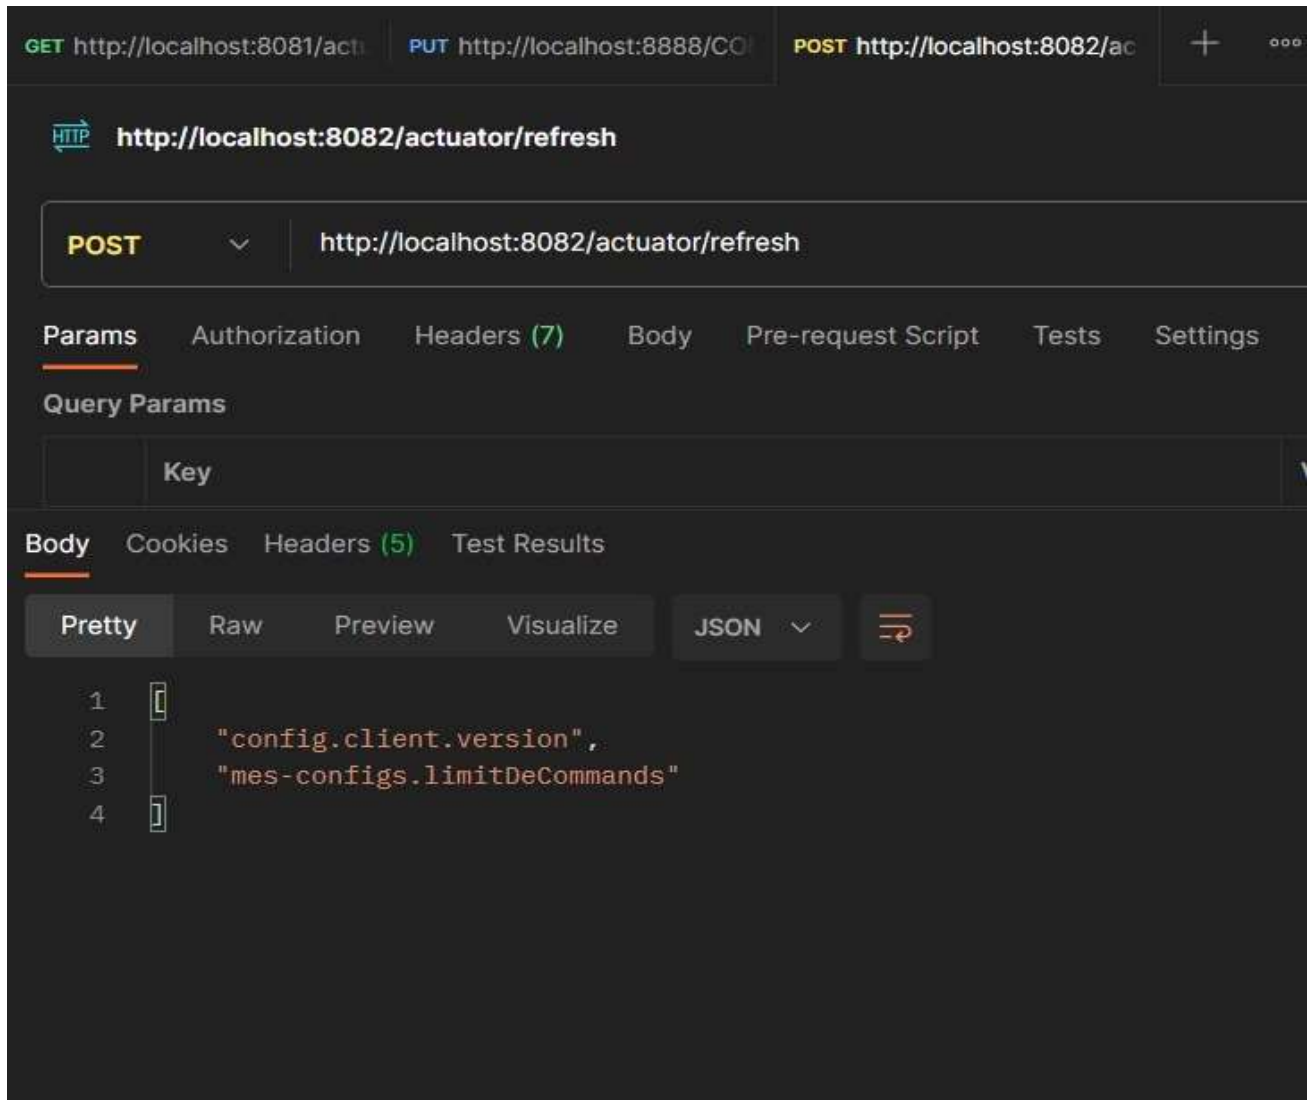 GET http://localhost:8081/act PUT http://localhost:8888/CO POST http://localhost:8082/ac
HTTP http://localhost:8082/actuator/refresh
POST http://localhost:8082/actuator/refresh
Params Authorization Headers (7) Body Pre-request Script Tests Settings
Query Params
Key
Body Cookies Headers (5) Test Results
Pretty Raw Preview Visualize JSON
1 [
2 "config.client.version",
3 "mes-configs.limitDeCommands"
4 ]